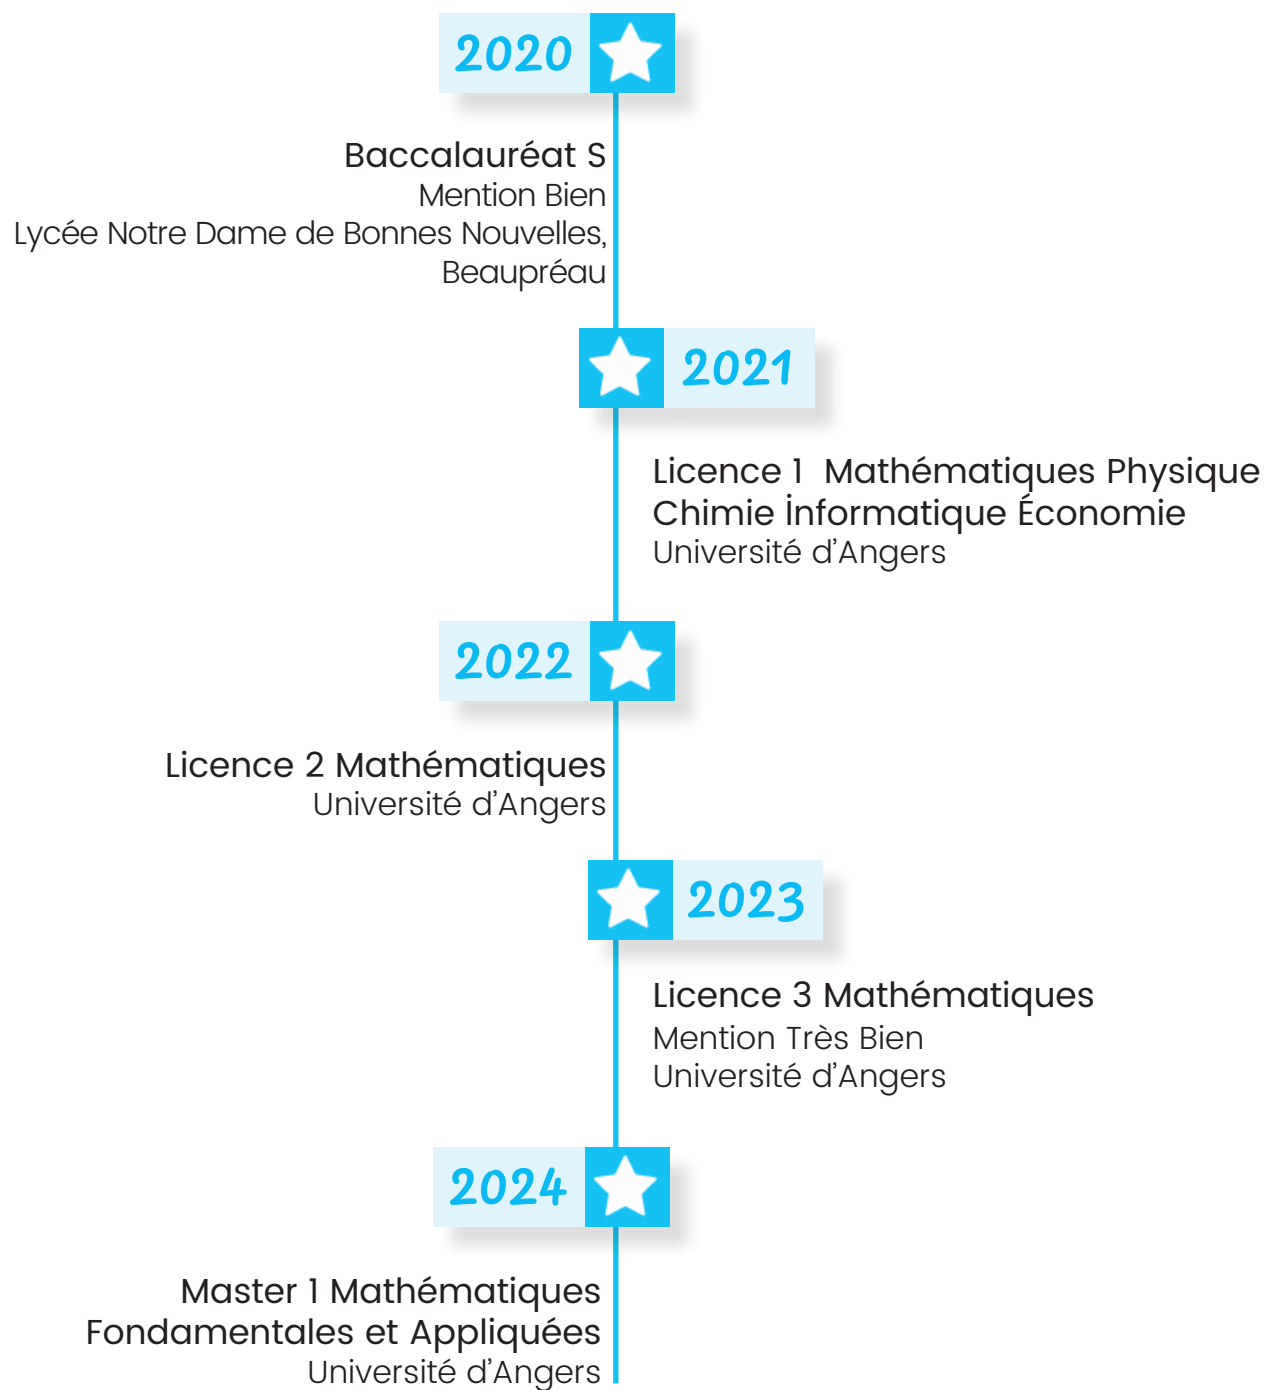 2020
Baccalauréat S
Mention Bien
Lycée Notre Dame de Bonnes Nouvelles,
Beaupréau
2021
Licence 1  Mathématiques Physique
Chimie İnformatique Économie
Université d’Angers
2022
Licence 2 Mathématiques
Université d’Angers
2023
Licence 3 Mathématiques
Mention Très Bien
Université d’Angers
2024
Master 1 Mathématiques
Fondamentales et Appliquées
Université d’Angers